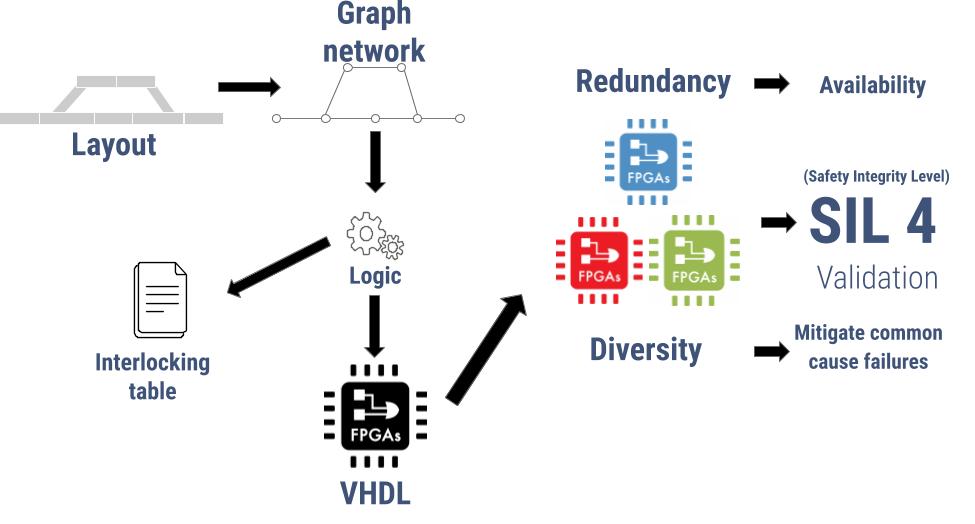 Graph
network
Layout
Logic
Interlocking
table
FPGAs
VHDL
Redundancy
Availability
FPGAs
FPGAs
FPGAs
(Safety Integrity Level)
SIL 4
Validation
Diversity
Mitigate common
cause failures